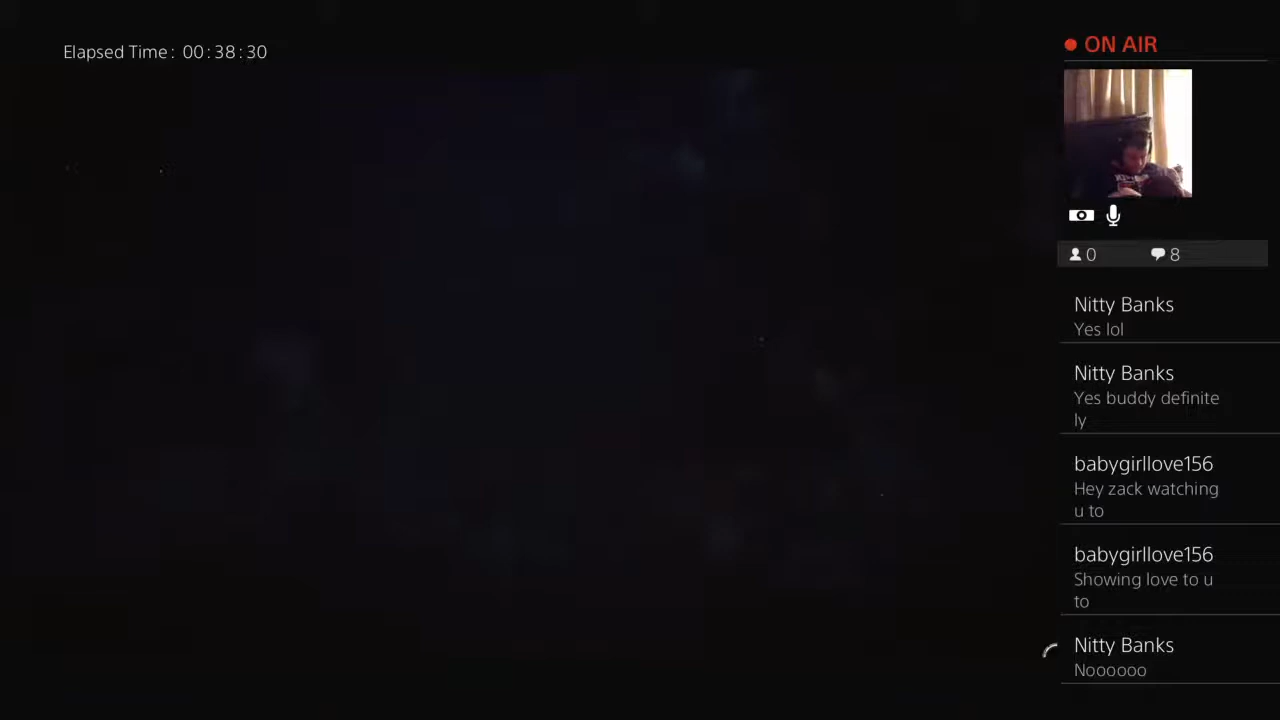 Elapsed Time: 00:38:30
ON AIR
0 8
Nitty Banks
Yes lol
Nitty Banks
Yes buddy definite
ly
babygirllove156
Hey zack watching
u to
babygirllove156
Showing love to u
to
Nitty Banks
Noooooo